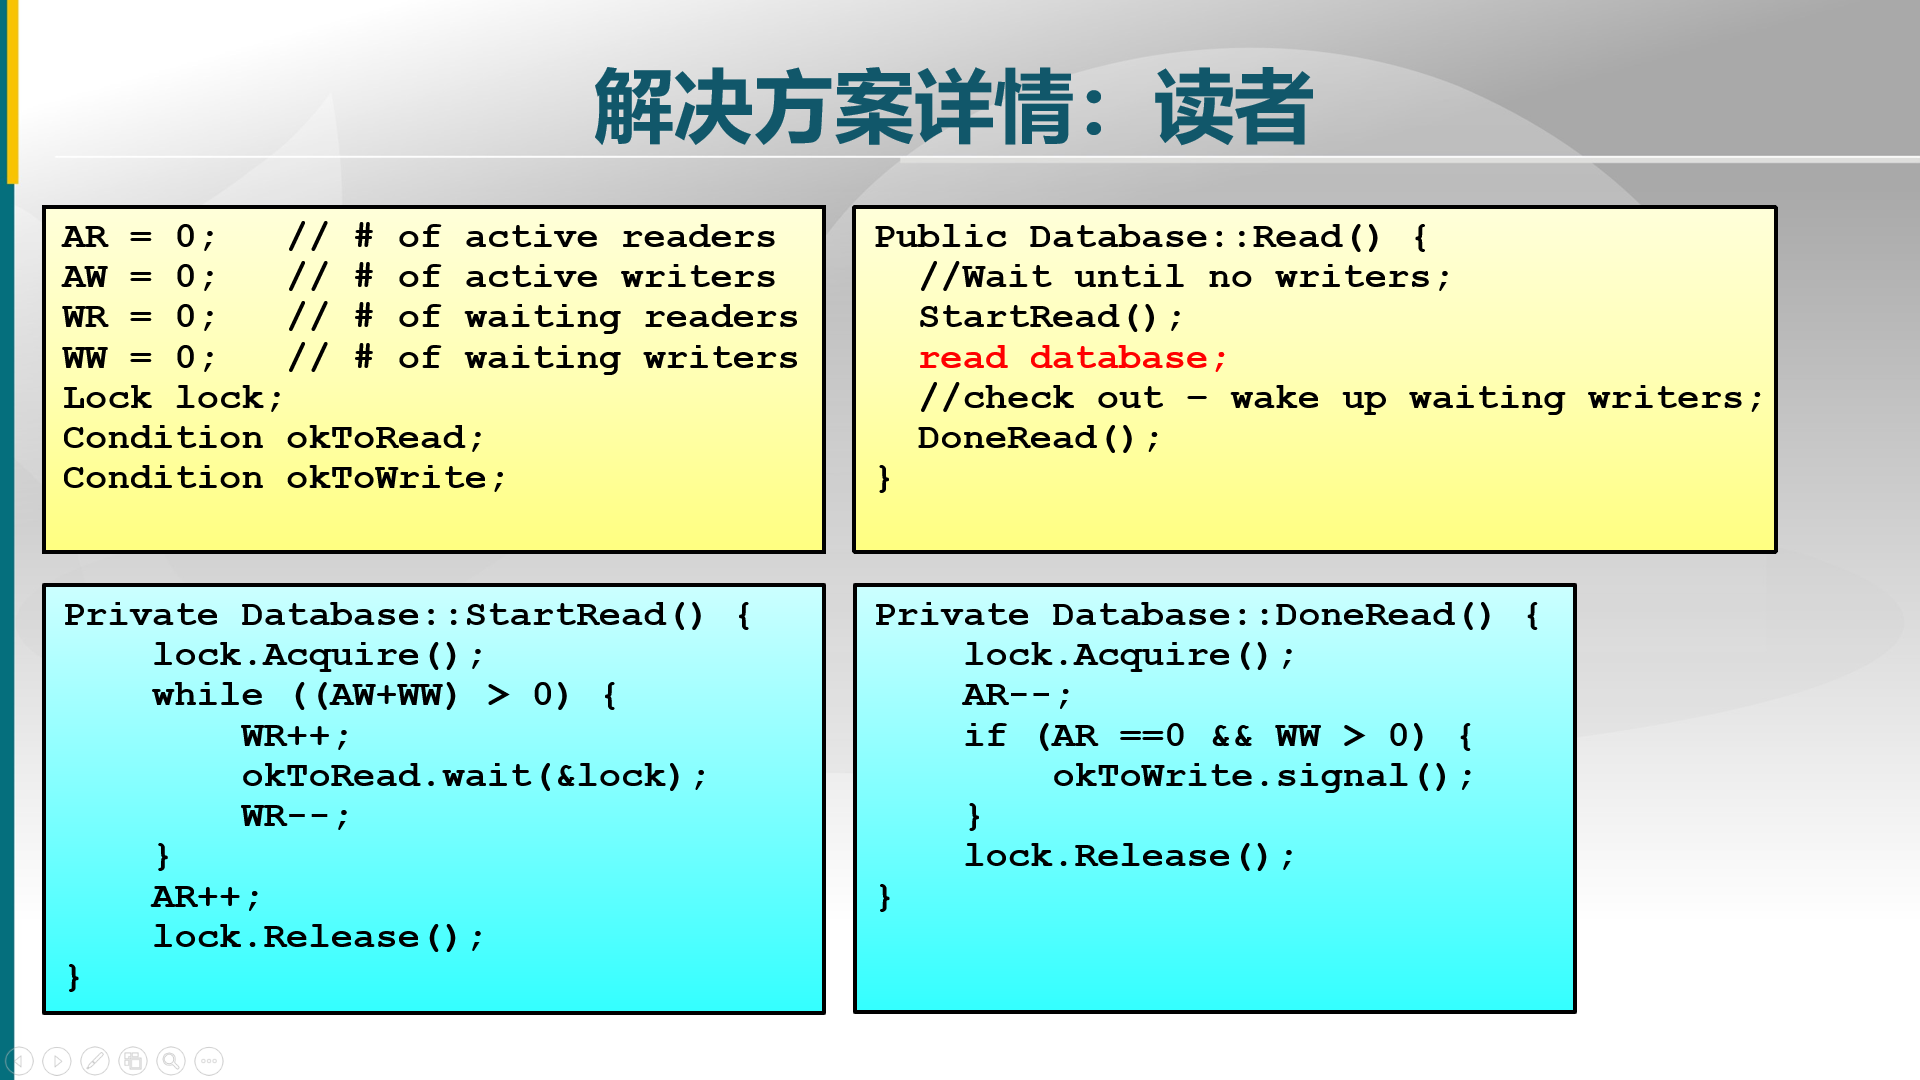 解决方案详情：读者
AR = 0;   // # of active readers
AW = 0;   // # of active writers
WR = 0;   // # of waiting readers
WW = 0;   // # of waiting writers
Lock lock;
Condition okToRead;
Condition okToWrite;
Public Database::Read() {
  //Wait until no writers;
  StartRead();
  read database;
  //check out – wake up waiting writers;
  DoneRead();
}
Private Database::StartRead() {
    lock.Acquire();
    while ((AW+WW) > 0) {
        WR++;
        okToRead.wait(&lock);
        WR--;
    }
    AR++;
    lock.Release();
}
Private Database::DoneRead() {
    lock.Acquire();
    AR--;
    if (AR ==0 && WW > 0) {
        okToWrite.signal();
    }
    lock.Release();
}